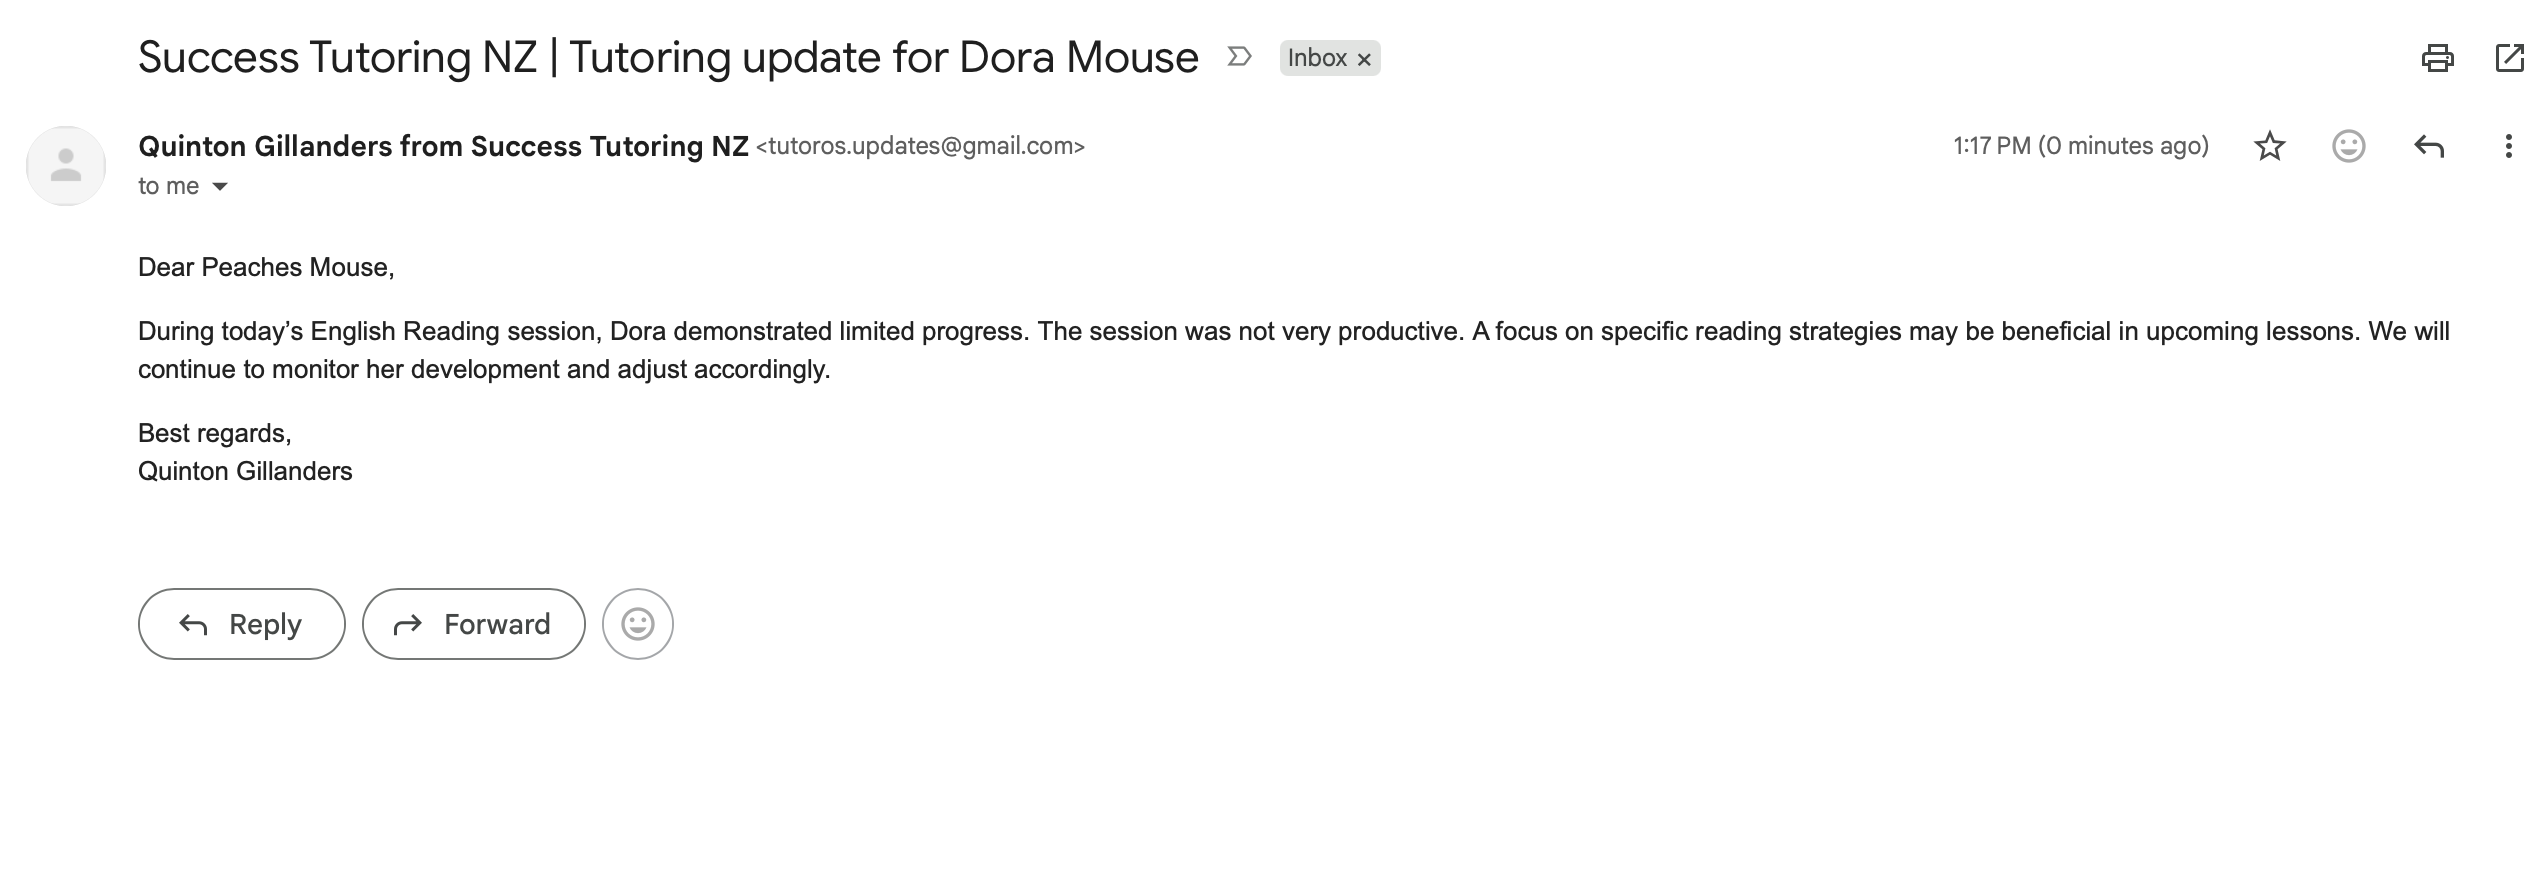 Success Tutoring NZ | Tutoring update for Dora Mouse Inbox ×
Quinton Gillanders from Success Tutoring NZ <tutoros.updates@gmail.com> 1:17 PM (0 minutes ago)
to me
Dear Peaches Mouse,
During today’s English Reading session, Dora demonstrated limited progress. The session was not very productive. A focus on specific reading strategies may be beneficial in upcoming lessons. We will
continue to monitor her development and adjust accordingly.
Best regards,
Quinton Gillanders
Reply Forward